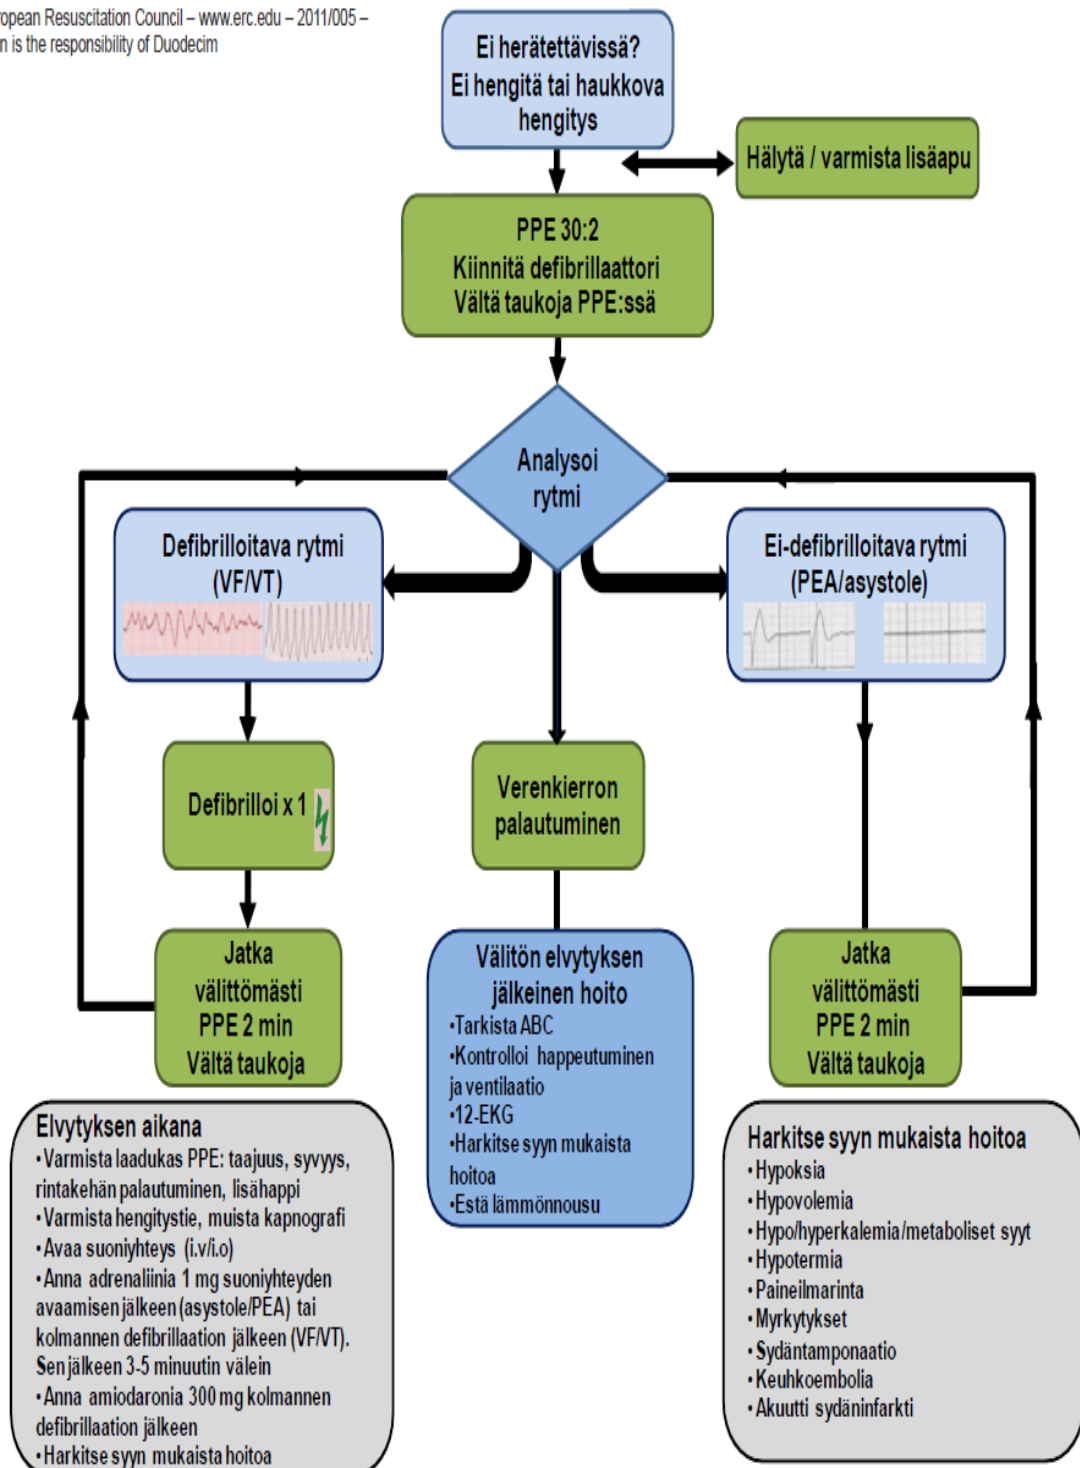 ropean Resuscitation Council – www.erc.edu – 2011/005 –
n is the responsibility of Duodecim
Ei herätettävissä?
Ei hengitä tai haukkova
hengitys
Hälytä / varmista lisäapu
PPE 30:2
Kiinnitä defibrillaattori
Vältä taukoja PPE:ssä
Analysoi
rytmi
Defibrilloitava rytmi
(VF/VT)
Ei-defibrilloitava rytmi
(PEA/asystole)
Defibrilloi x 1
Verenkierron
palautuminen
Jatka
välittömästi
PPE 2 min
Vältä taukoja
Välitön elvytyksen
jälkeinen hoito
•Tarkista ABC
•Kontrolloi happeutuminen
ja ventilaatio
•12-EKG
•Harkitse syyn mukaista
hoitoa
•Estä lämmönnousu
Jatka
välittömästi
PPE 2 min
Vältä taukoja
Elvytyksen aikana
•Varmista laadukas PPE: taajuus, syvyys,
rintakehän palautuminen, lisähappi
•Varmista hengitystie, muista kapnografi
•Avaa suoniyhteys (i.v/i.o)
•Anna adrenaliinia 1 mg suoniyhteyden
avaamisen jälkeen (asystole/PEA) tai
kolmannen defibrillaation jälkeen (VF/VT).
Sen jälkeen 3-5 minuutin välein
•Anna amiodaronia 300 mg kolmannen
defibrillaation jälkeen
•Harkitse syyn mukaista hoitoa
Harkitse syyn mukaista hoitoa
•Hypoksia
•Hypovolemia
•Hypo/hyperkalemia/metaboliset syyt
•Hypotermia
•Paineilmarinta
•Myrkytykset
•Sydäntamponaatio
•Keuhkoembolia
•Akuutti sydäninfarkti